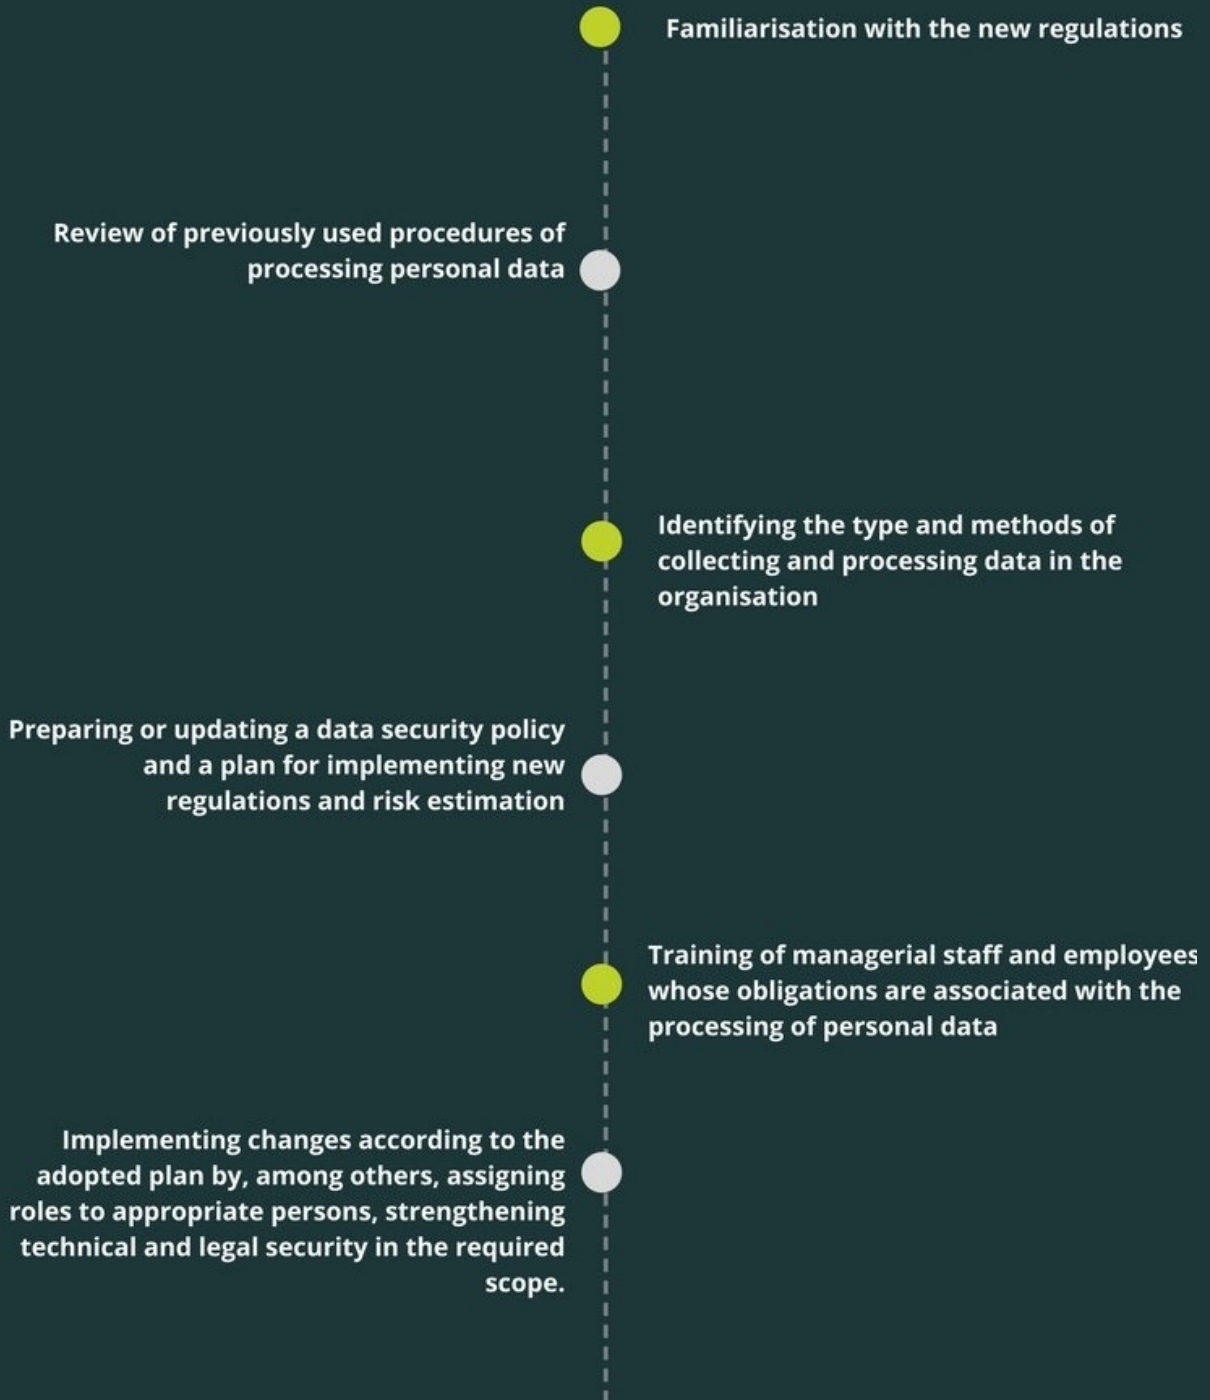 Familiarisation with the new regulations
Review of previously used procedures of
processing personal data
Identifying the type and methods of
collecting and processing data in the
organisation
Preparing or updating a data security policy
and a plan for implementing new
regulations and risk estimation
Training of managerial staff and employees
whose obligations are associated with the
processing of personal data
Implementing changes according to the
adopted plan by, among others, assigning
roles to appropriate persons, strengthening
technical and legal security in the required
scope.